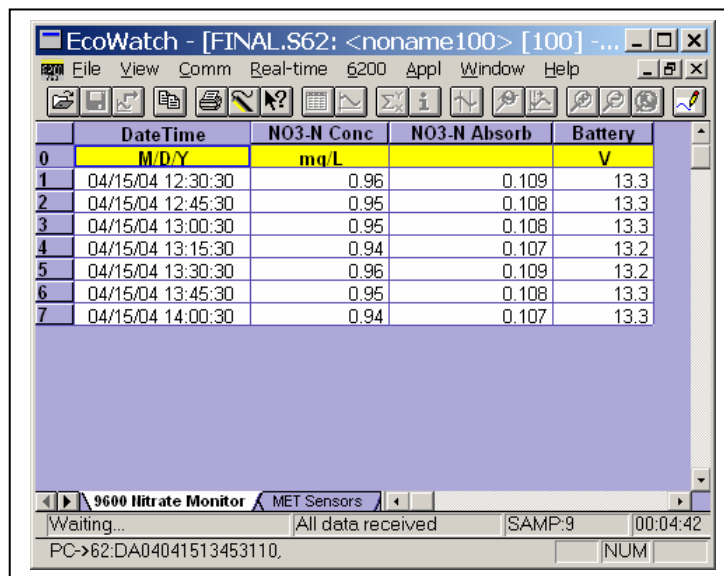 EcoWatch - [FINAL.S62: <noname100> [100] -...
File View Comm Real-time 6200 Appl Window Help
DateTime NO3-N Conc NO3-N Absorb Battery
0 M/D/Y mg/L V
1 04/15/04 12:30:30 0.96 0.109 13.3
2 04/15/04 12:45:30 0.95 0.108 13.3
3 04/15/04 13:00:30 0.95 0.108 13.3
4 04/15/04 13:15:30 0.94 0.107 13.2
5 04/15/04 13:30:30 0.96 0.109 13.2
6 04/15/04 13:45:30 0.95 0.108 13.3
7 04/15/04 14:00:30 0.94 0.107 13.3
9600 Nitrate Monitor MET Sensors
Waiting... All data received SAMP:9 00:04:42
PC->62:DA04041513453110, NUM